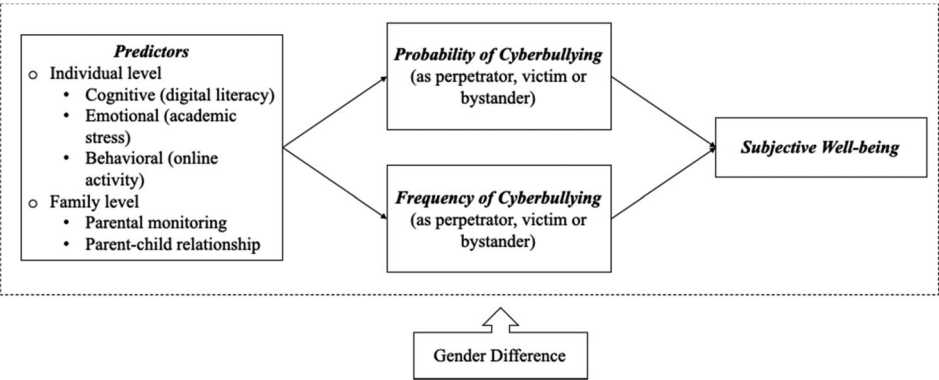 Predictors
o Individual level
• Cognitive (digital literacy)
• Emotional (academic
stress)
• Behavioral (online
activity)
o Family level
• Parental monitoring
• Parent-child relationship
Probability of Cyberbullying
(as perpetrator, victim or
bystander)
Frequency of Cyberbullying
(as perpetrator, victim or
bystander)
Subjective Well-being
Gender Difference